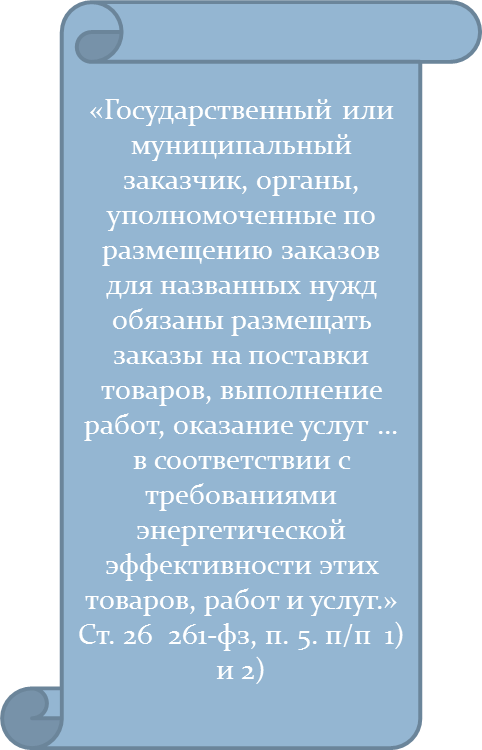 «Государственный или
муниципальный
заказчик, органы,
уполномоченные по
размещению заказов
для названных нужд
обязаны размещать
заказы на поставки
товаров, выполнение
работ, оказание услуг ...
в соответствии с
требованиями
энергетической
эффективности этих
товаров, работ и услуг.»
Ст. 26 261-фз, п. 5. п/п 1)
и 2)